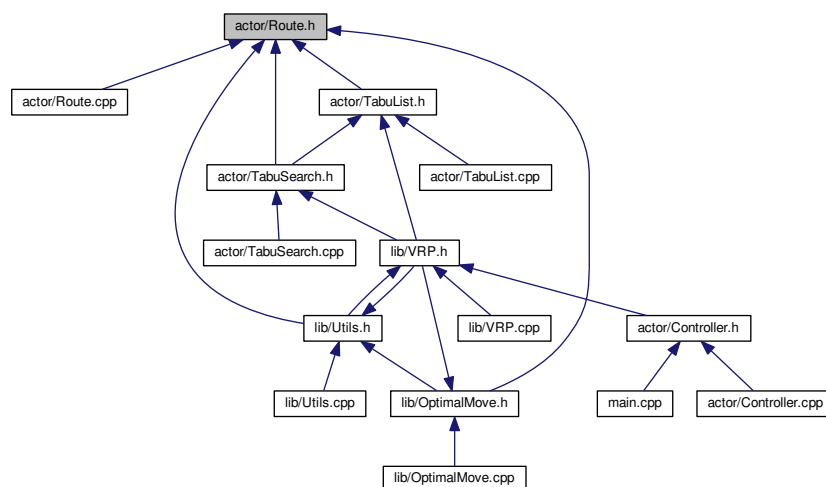 actor/Route.h
actor/Route.cpp
actor/TabuList.h
actor/TabuSearch.h
actor/TabuList.cpp
actor/TabuSearch.cpp
lib/VRP.h
lib/Utils.h
lib/VRP.cpp
actor/Controller.h
lib/Utils.cpp
lib/OptimalMove.h
main.cpp
actor/Controller.cpp
lib/OptimalMove.cpp